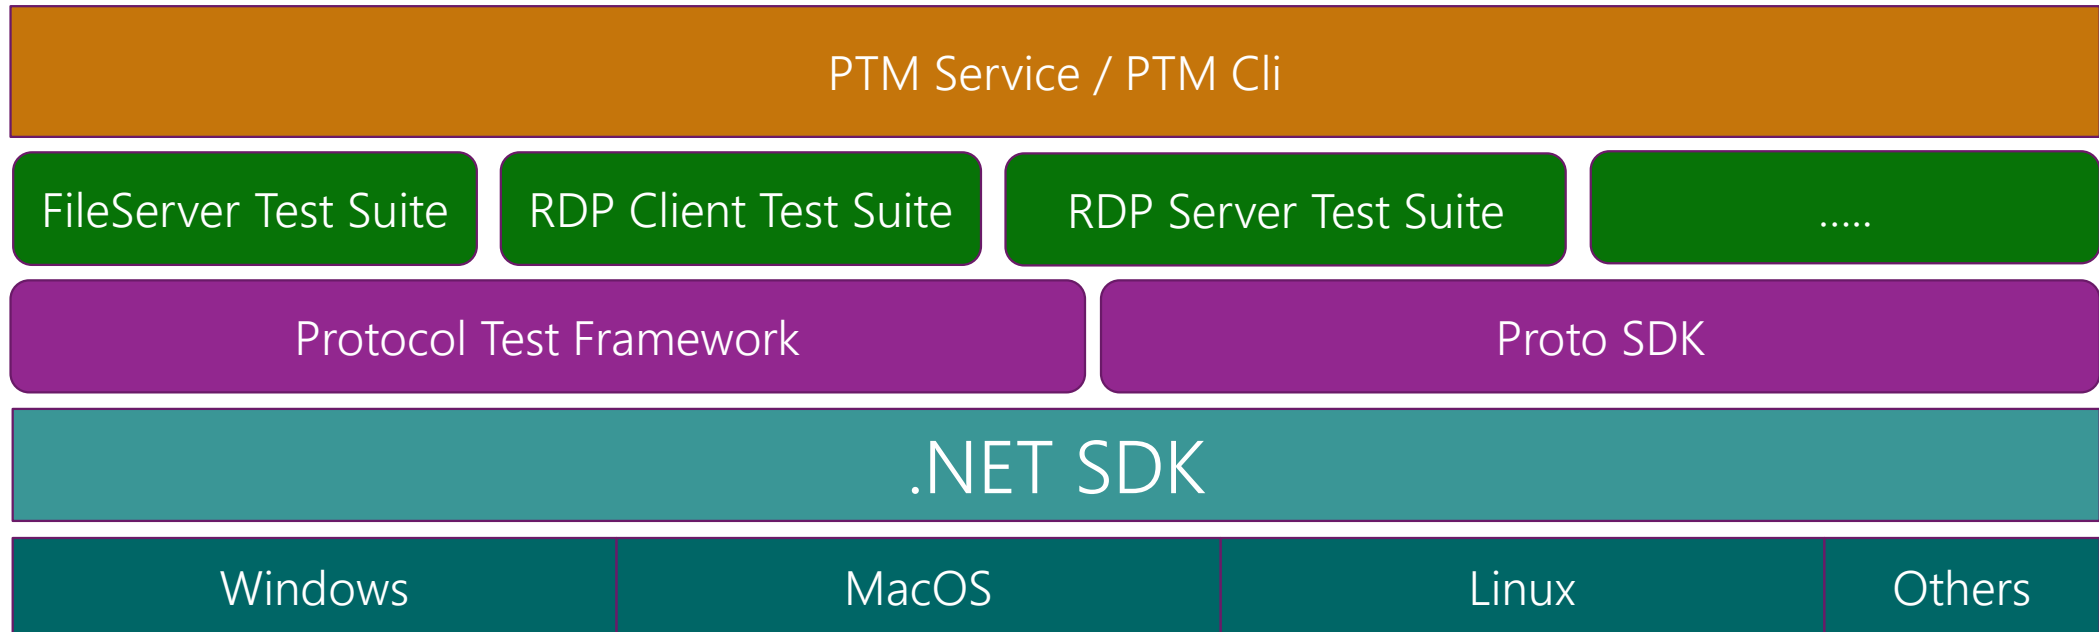 PTM Service / PTM Cli
FileServer Test Suite
RDP Client Test Suite
RDP Server Test Suite
.....
Protocol Test Framework
Proto SDK
.NET SDK
Windows
MacOS
Linux
Others